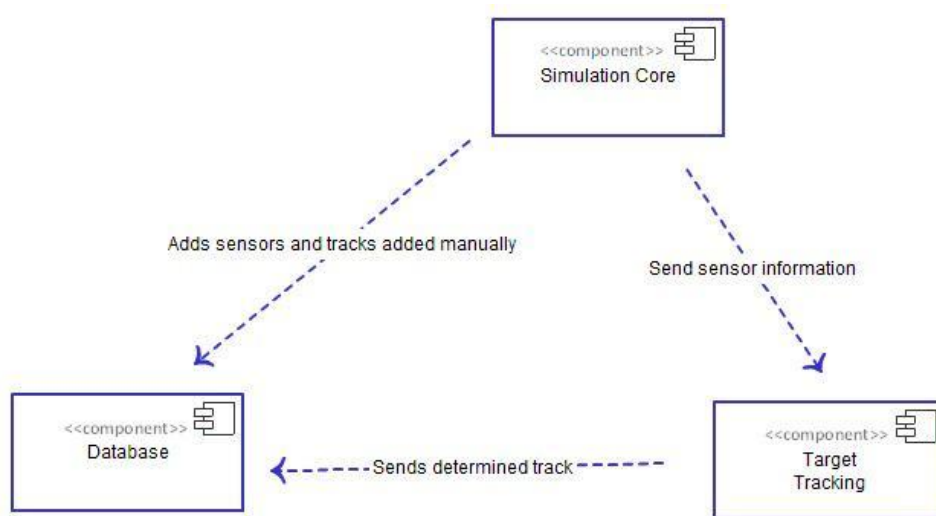 <<component>>
Simulation Core
Adds sensors and tracks added manually
Send sensor information
<<component>>
Database
Sends determined track
<<component>>
Target
Tracking